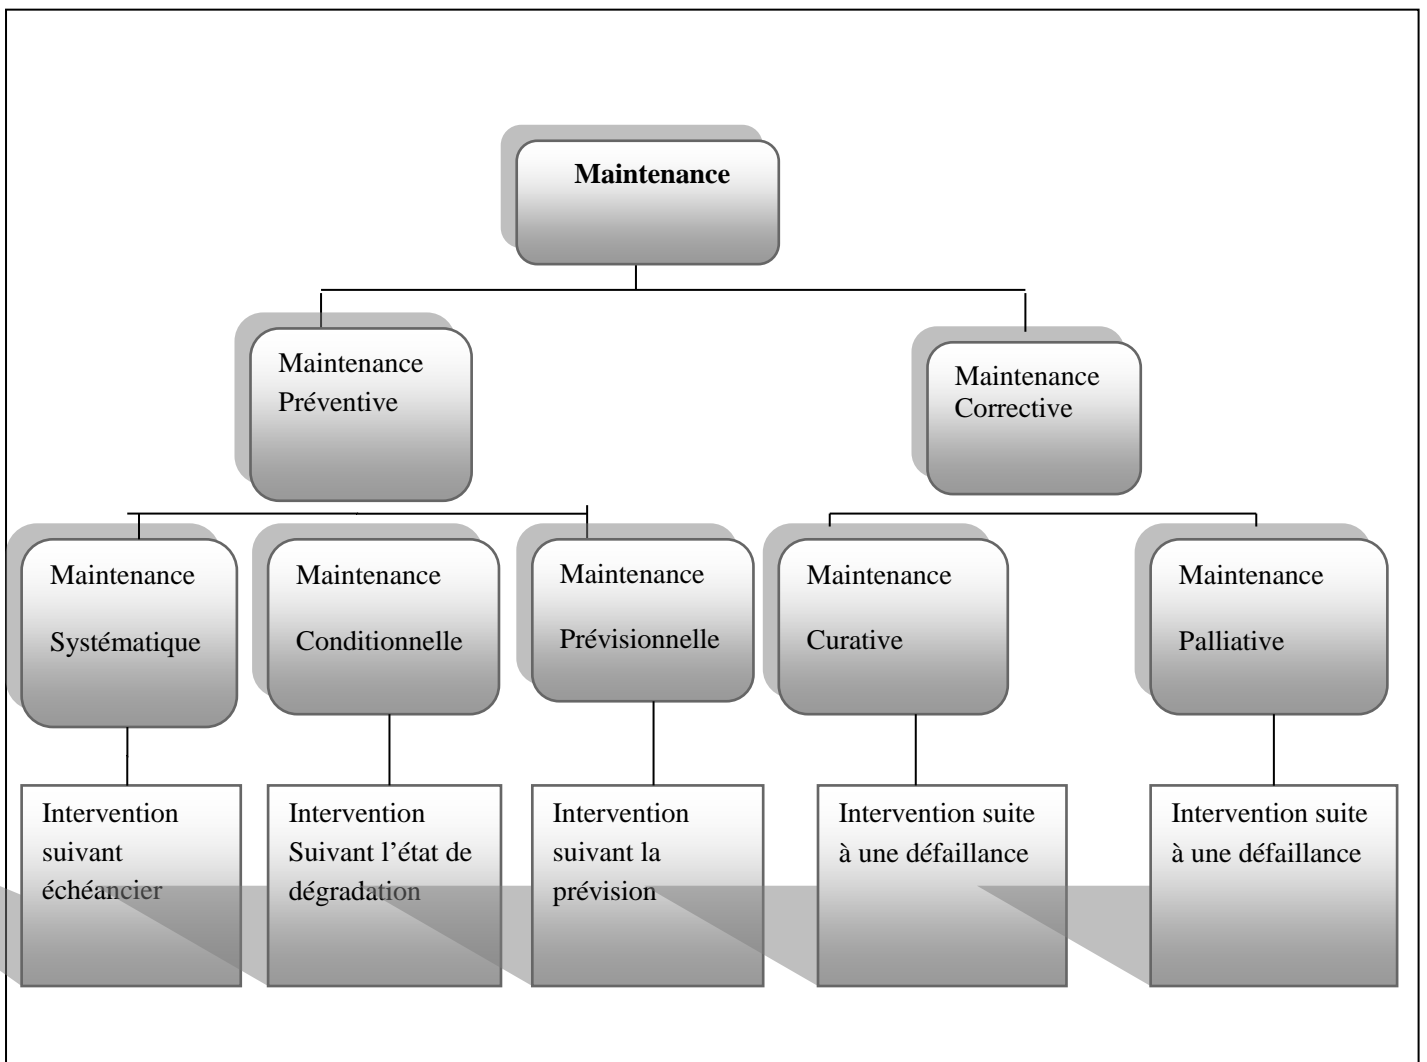 Maintenance
Maintenance
Préventive
Maintenance
Corrective
Maintenance
Systématique
Maintenance
Conditionnelle
Maintenance
Prévisionnelle
Maintenance
Curative
Maintenance
Palliative
Intervention
suivant
échéancier
Intervention
Suivant l’état de
dégradation
Intervention
suivant la
prévision
Intervention suite
à une défaillance
Intervention suite
à une défaillance